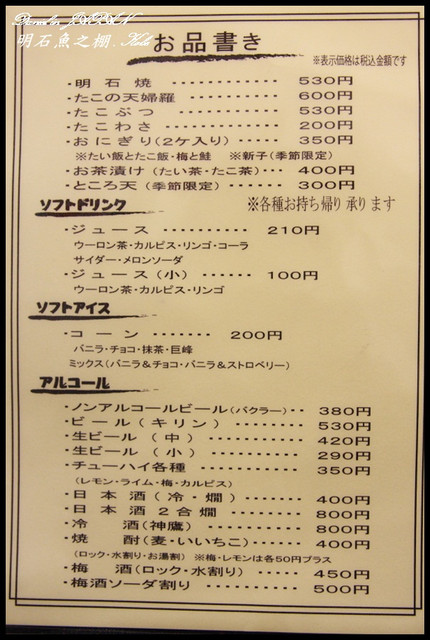 明石魚之棚. Kobe
お品書き
※表示価格は税込金額です
・明石焼 ・・・・・・・・・・・・ 530円
・たこの天婦羅 ・・・・・・・・・ 600円
・たこぶつ ・・・・・・・・・・・ 530円
・たこわさ ・・・・・・・・・・・ 200円
・おにぎり(2ケ入り) ・・・・・・ 350円
※たい飯とたこ飯・梅と鮭 ※新子(季節限定)
・お茶漬け (たい茶・たこ茶)・・・ 400円
・ところ天 (季節限定)・・・・・・ 300円
ソフトドリンク ※各種お持ち帰り承ります
・ジュース ・・・・・・・・・ 210円
ウーロン茶・カルピス・リンゴ・コーラ
サイダー・メロンソーダ
・ジュース(小) ・・・・・・ 100円
ウーロン茶・カルピス・リンゴ
ソフトアイス
・コーン ・・・・・・・・ 200円
バニラ・チョコ・抹茶・巨峰
ミックス(バニラ&チョコ・バニラ&ストロベリー)
アルコール
・ノンアルコールビール(バクラー)・・ 380円
・ビール(キリン) ・・・・・・・ 530円
・生ビール (中) ・・・・・・・・ 420円
・生ビール (小) ・・・・・・・・ 290円
・チューハイ各種 ・・・・・・・・・ 350円
(レモン・ライム・梅・カルピス)
・日本酒(冷・燗) ・・・・・・・ 400円
・日本酒2合燗 ・・・・・・・・ 800円
・冷 酒(神鷹) ・・・・・・・・ 800円
・焼 酎(麦・いいちこ)・・・・・ 400円
(ロック・水割り・お湯割) ※梅・レモンは各50円プラス
・梅 酒(ロック・水割り) ・・・・ 450円
・梅酒ソーダ割り ・・・・・・・・ 500円